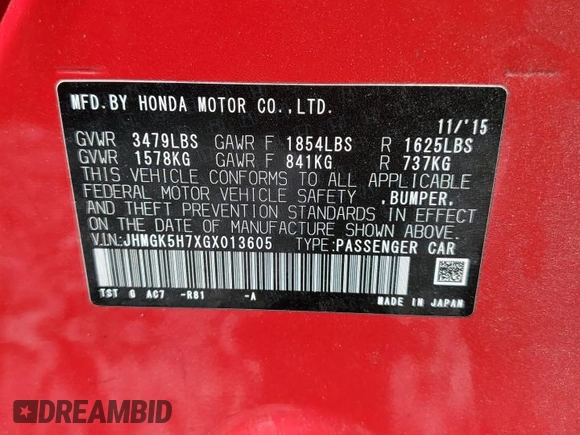 MFD.BY HONDA MOTOR CO.,LTD.
11/'15
GVWR 3479LBS GAWR F 1854LBS R 1625LBS
GVWR 1578KG GAWR F 841KG R 737KG
THIS VEHICLE CONFORMS TO ALL APPLICABLE
FEDERAL MOTOR VEHICLE SAFETY ,BUMPER,
AND THEFT PREVENTION STANDARDS IN EFFECT
ON THE DATE OF MANUFACTURE SHOWN ABOVE.
V.I.N:JHMGK5H7XGX013605 TYPE:PASSENGER CAR
TST G AC7 -R81 -A
MADE IN JAPAN
DREAMBID